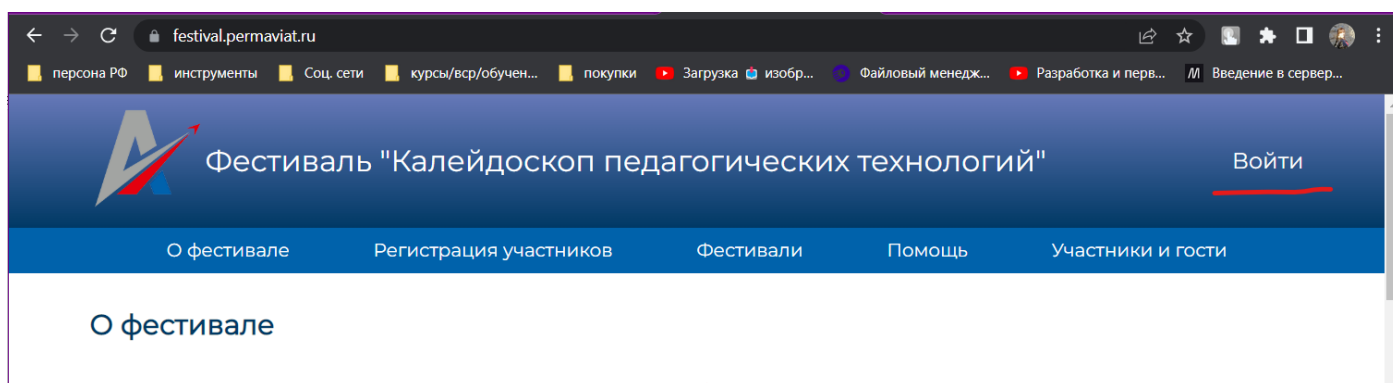 festival.permaviat.ru
персона РФ инструменты Соц. сети курсы/вср/обучен... покупки Загрузка изобр... Файловый менедж... Разработка и перв... M Введение в сервер...
Фестиваль "Калейдоскоп педагогических технологий" Войти
О фестивале Регистрация участников Фестивали Помощь Участники и гости
О фестивале